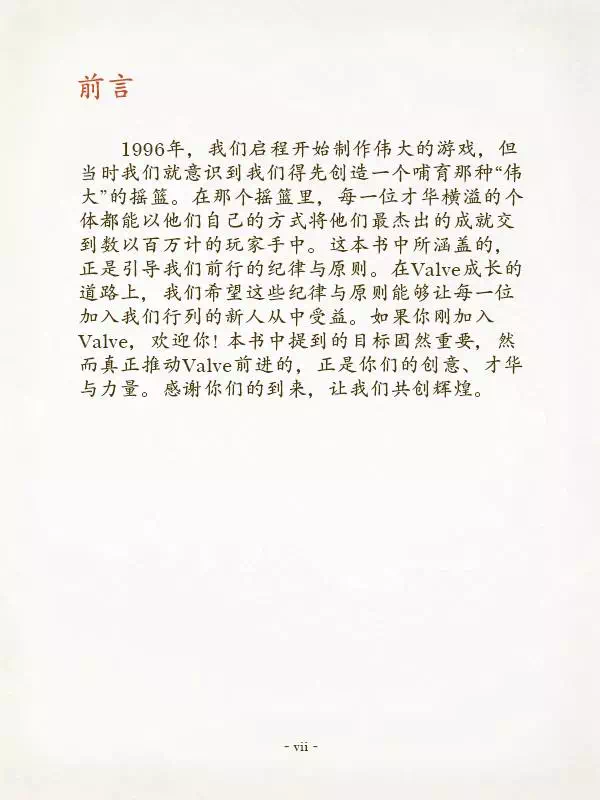 前言
1996年，我们启程开始制作伟大的游戏，但
当时我们就意识到我们得先创造一个哺育那种“伟
大”的摇篮。在那个摇篮里，每一位才华横溢的个
体都能以他们自己的方式将他们最杰出的成就交
到数以百万计的玩家手中。这本书中所涵盖的，
正是引导我们前行的纪律与原则。在Valve成长的
道路上，我们希望这些纪律与原则能够让每一位
加入我们行列的新人从中受益。如果你刚加入
Valve，欢迎你！本书中提到的目标固然重要，然
而真正推动Valve前进的，正是你们的创意、才华
与力量。感谢你们的到来，让我们共创辉煌。
- vii -